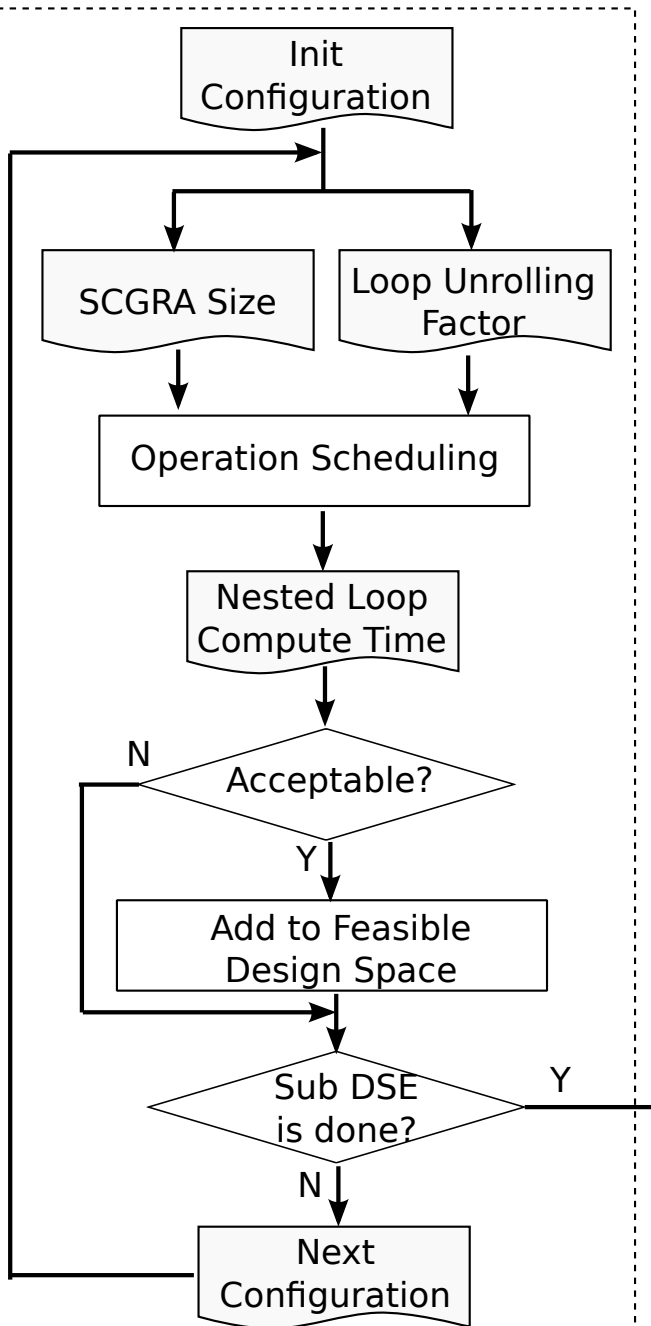 Init
Configuration
SCGRA Size
Loop Unrolling
Factor
Operation Scheduling
Nested Loop
Compute Time
N
Acceptable?
Y
Add to Feasible
Design Space
Sub DSE
is done?
Y
N
Next
Configuration